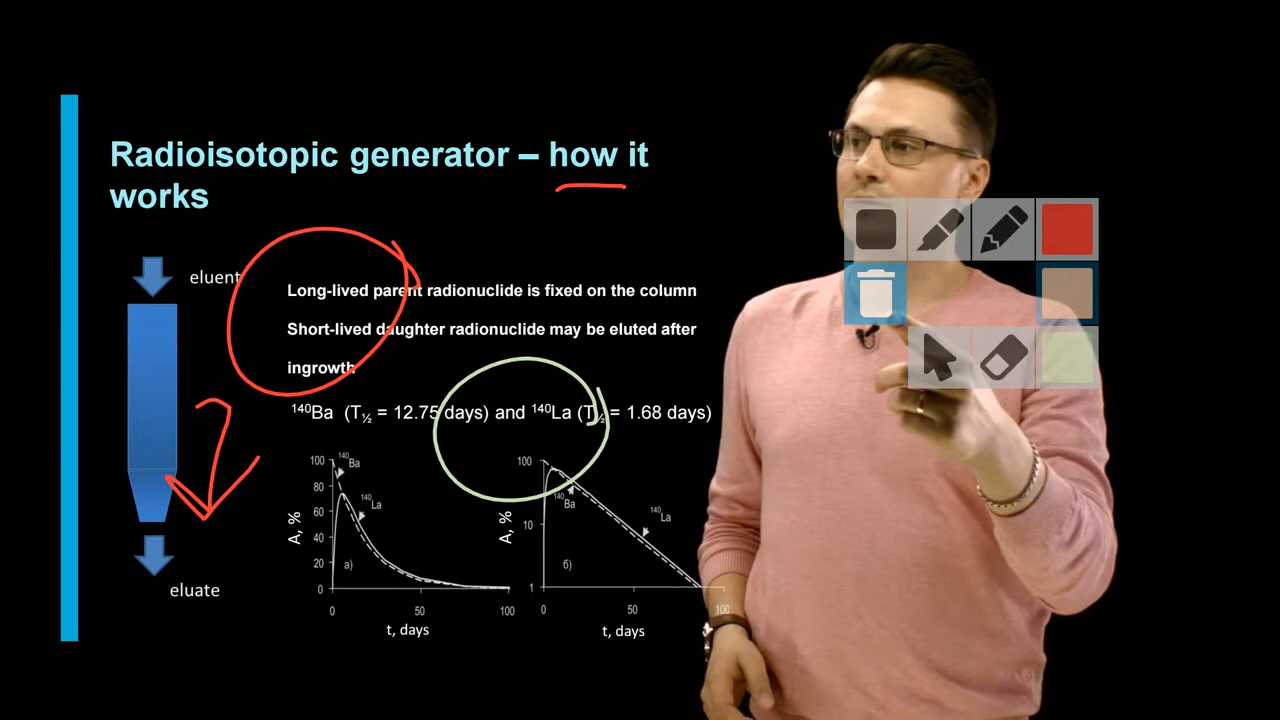 Radioisotopic generator – how it
works
eluent
Long-lived parent radionuclide is fixed on the column
Short-lived daughter radionuclide may be eluted after
ingrowth
¹⁴⁰Ba (T½ = 12.75 days) and ¹⁴⁰La (T½ = 1.68 days)
eluate
A, %
100
80
60
40
20
0
¹⁴⁰Ba
¹⁴⁰La
a)
0 50 100
t, days
A, %
100
10
1
¹⁴⁰Ba
¹⁴⁰La
б)
0 50 100
t, days